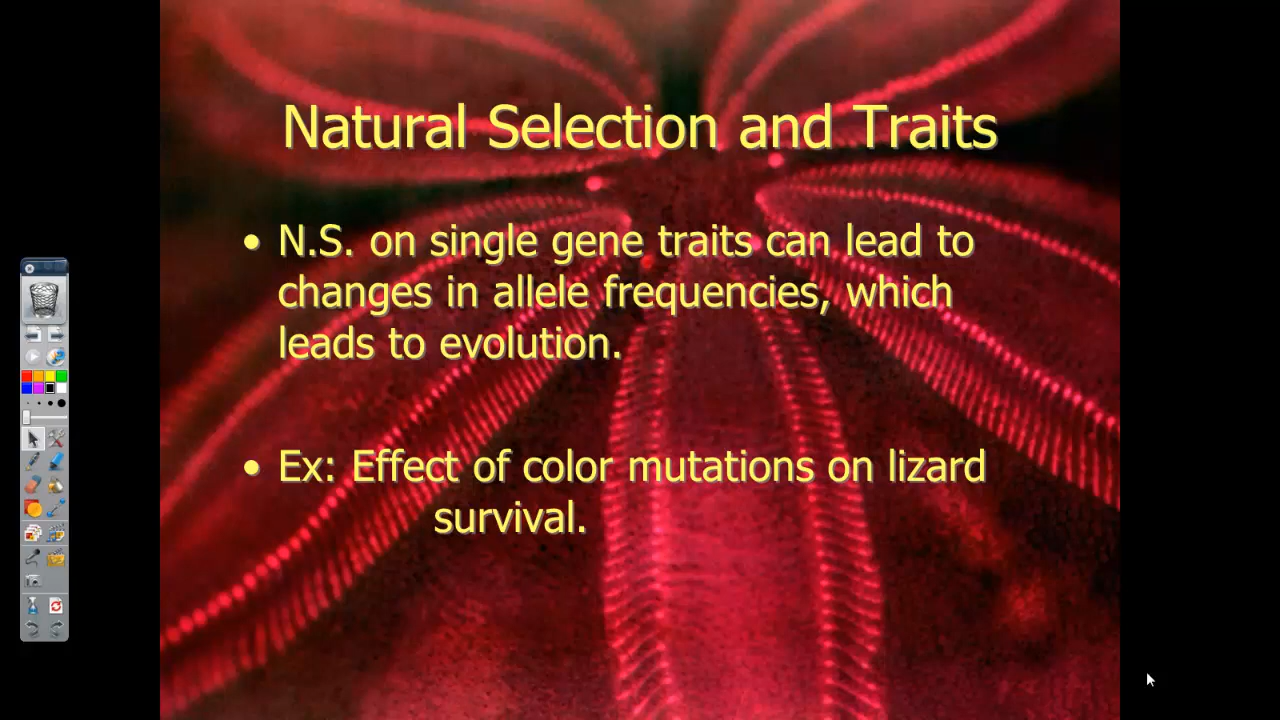 Natural Selection and Traits
• N.S. on single gene traits can lead to
changes in allele frequencies, which
leads to evolution.
• Ex: Effect of color mutations on lizard
survival.